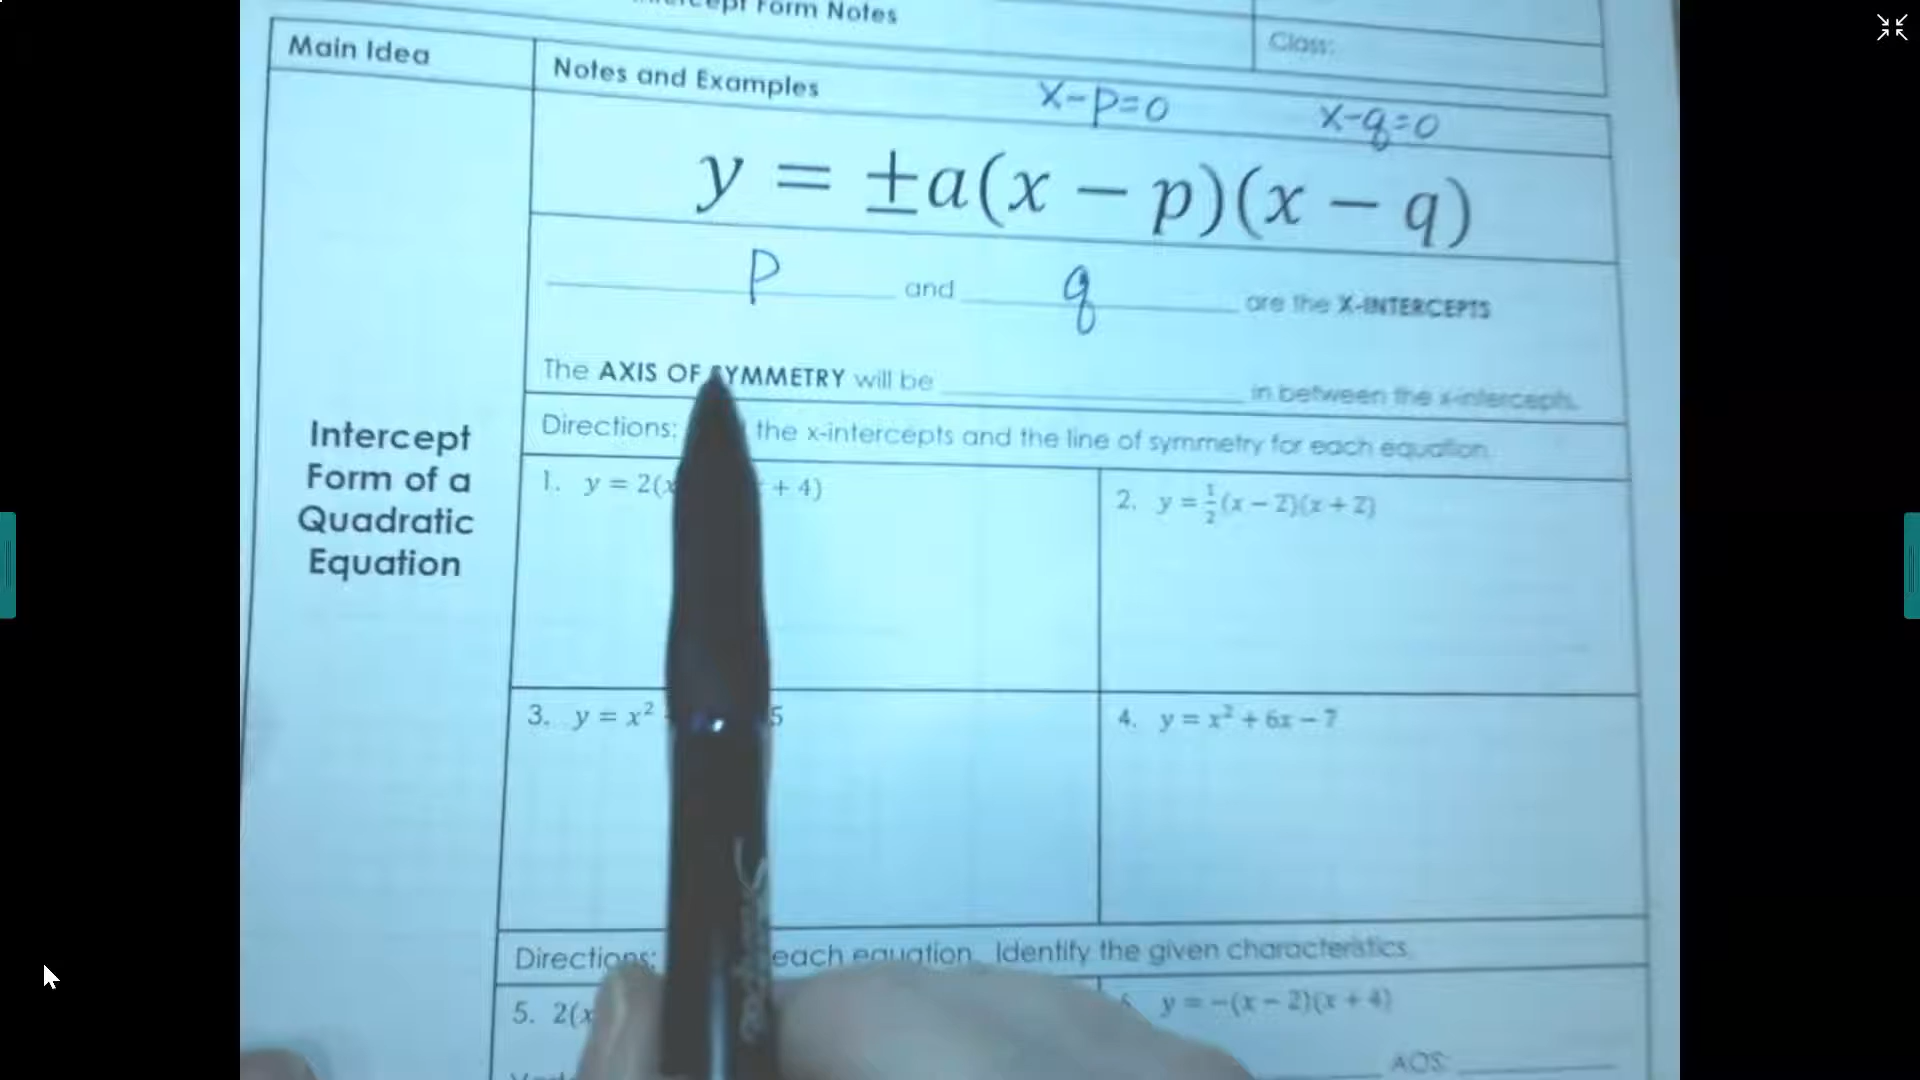 Form Notes
Class:
Main Idea
Notes and Examples
x-p=0 x-q=0
y = ±a(x − p)(x − q)
p and q are the X-INTERCEPTS
The AXIS OF SYMMETRY will be ____ in between the x-intercepts.
Intercept
Form of a
Quadratic
Equation
Directions: the x-intercepts and the line of symmetry for each equation.
1. y = 2( + 4)
2. y = 1/2(x − 2)(x + 2)
3. y = x² 5
4. y = x² + 6x − 7
Directions: each equation. Identify the given characteristics.
5. 2(x
y = −(x − 2)(x + 4)
AOS:
Sharpie